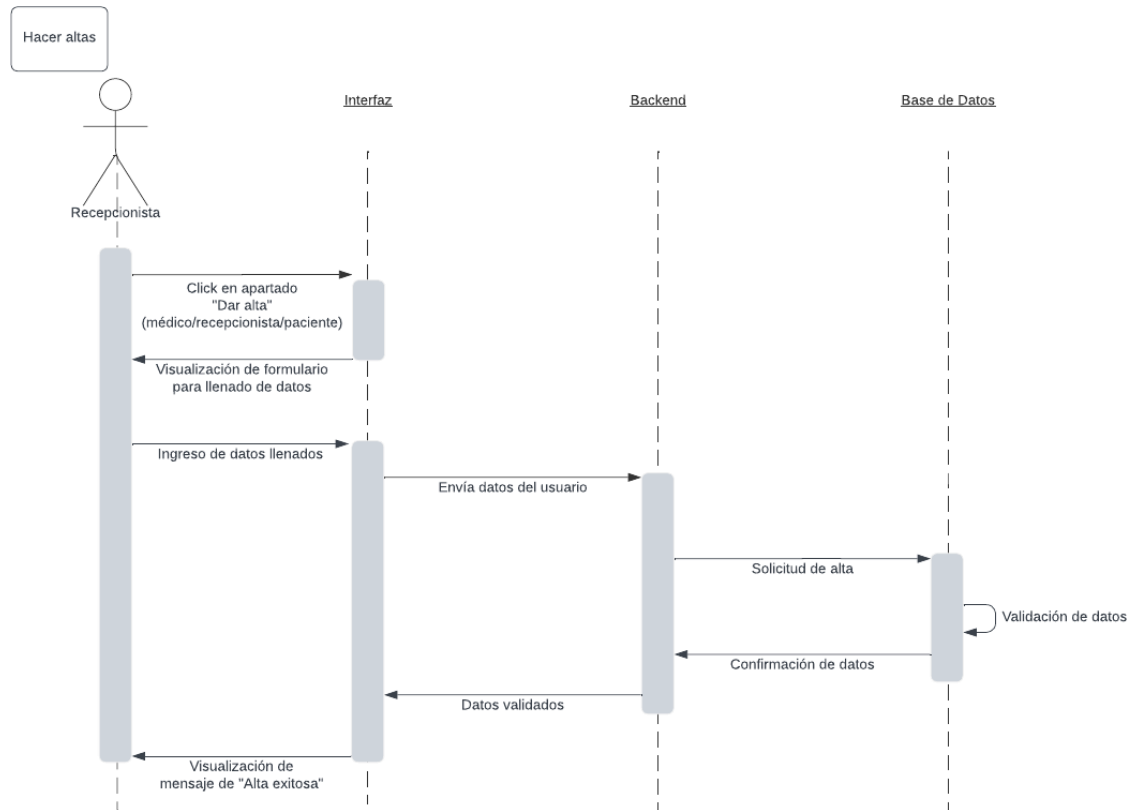 Hacer altas
Interfaz
Backend
Base de Datos
Recepcionista
Click en apartado
"Dar alta"
(médico/recepcionista/paciente)
Visualización de formulario
para llenado de datos
Ingreso de datos llenados
Envía datos del usuario
Solicitud de alta
Validación de datos
Confirmación de datos
Datos validados
Visualización de
mensaje de "Alta exitosa"